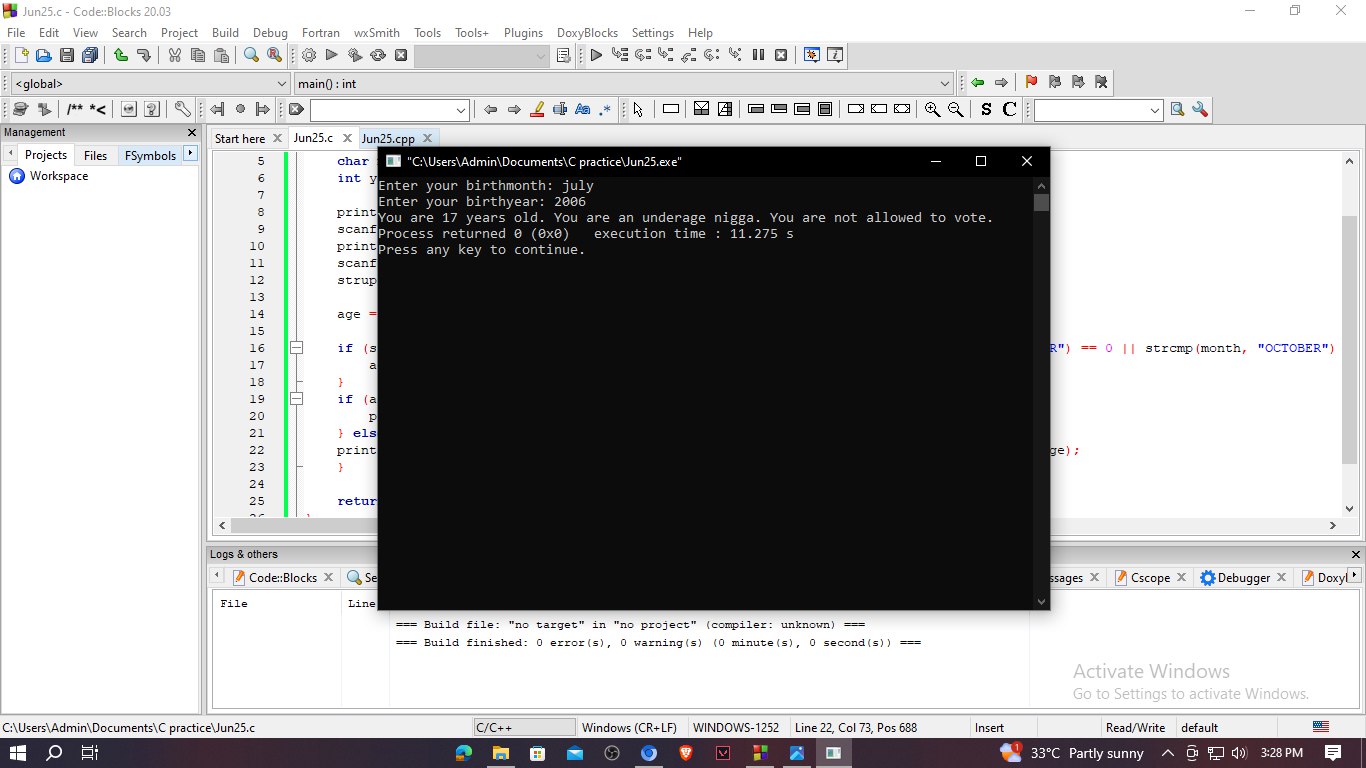 Jun25.c - Code::Blocks 20.03
File Edit View Search Project Build Debug Fortran wxSmith Tools Tools+ Plugins DoxyBlocks Settings Help
<global>
main() : int
/** *<
S C
Management
Projects Files FSymbols
Workspace
Start here Jun25.c Jun25.cpp
5 char
6 int y
7
8 print
9 scanf
10 print
11 scanf
12 strup
13
14 age =
15
16 if (s R") == 0 || strcmp(month, "OCTOBER")
17 a
18 }
19 if (a
20 p
21 } els
22 print ge);
23 }
24
25 retur
"C:\Users\Admin\Documents\C practice\Jun25.exe"
Enter your birthmonth: july
Enter your birthyear: 2006
You are 17 years old. You are an underage nigga. You are not allowed to vote.
Process returned 0 (0x0) execution time : 11.275 s
Press any key to continue.
Logs & others
Code::Blocks Se ssages Cscope Debugger Doxyl
File Line
=== Build file: "no target" in "no project" (compiler: unknown) ===
=== Build finished: 0 error(s), 0 warning(s) (0 minute(s), 0 second(s)) ===
Activate Windows
Go to Settings to activate Windows.
C:\Users\Admin\Documents\C practice\Jun25.c C/C++ Windows (CR+LF) WINDOWS-1252 Line 22, Col 73, Pos 688 Insert Read/Write default
1 33°C Partly sunny 3:28 PM